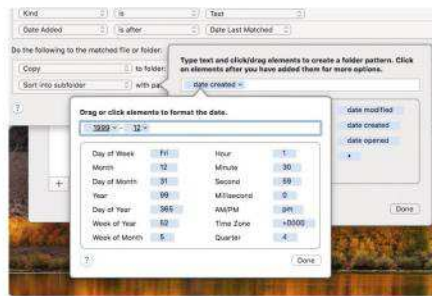 Kind is Text
Date Added is after Date Last Matched
Do the following to the matched file or folder:
Copy to folder:
Sort into subfolder with
Type text and click/drag elements to create a folder pattern. Click
on elements after you have added them for more options.
date created
date modified
date created
date opened
Done
Drag or click elements to format the date.
1999 - 12
Day of Week Fri Hour 1
Month 12 Minute 30
Day of Month 31 Second 59
Year 99 Millisecond 0
Day of Year 365 AM/PM pm
Week of Year 52 Time Zone +0000
Week of Month 5 Quarter 4
? Done